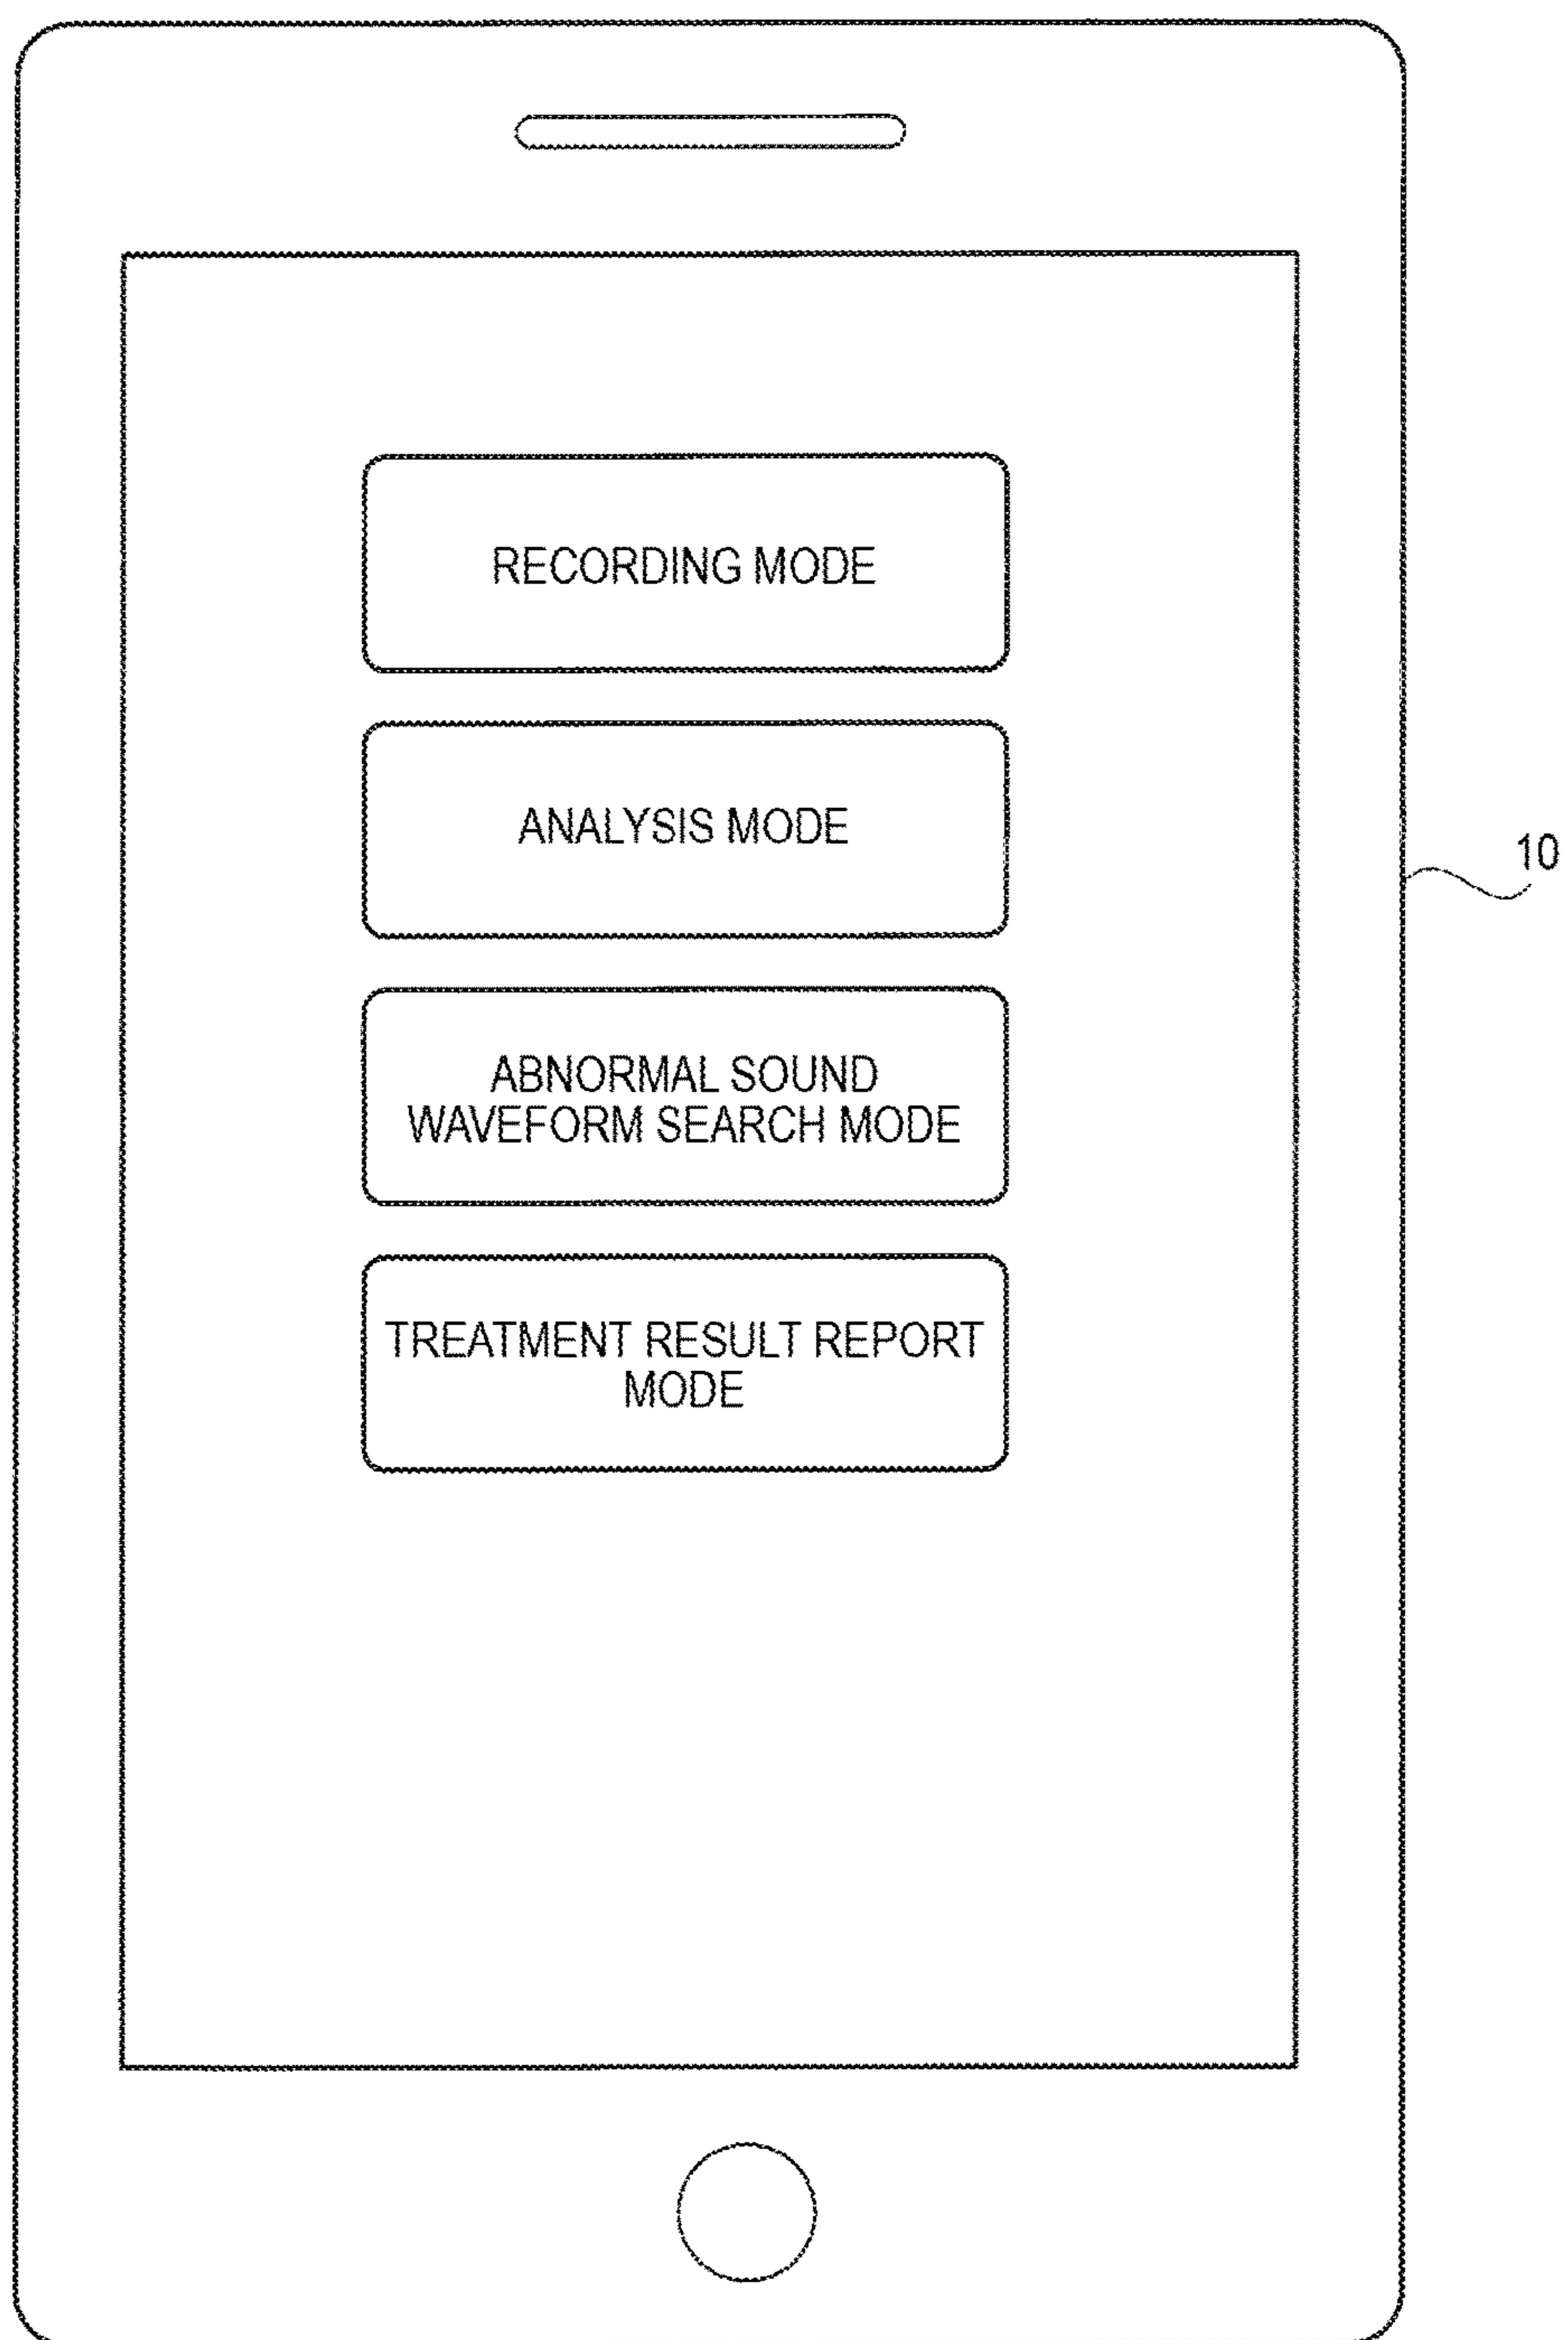 RECORDING MODE
ANALYSIS MODE
10
ABNORMAL SOUND
WAVEFORM SEARCH MODE
TREATMENT RESULT REPORT
MODE